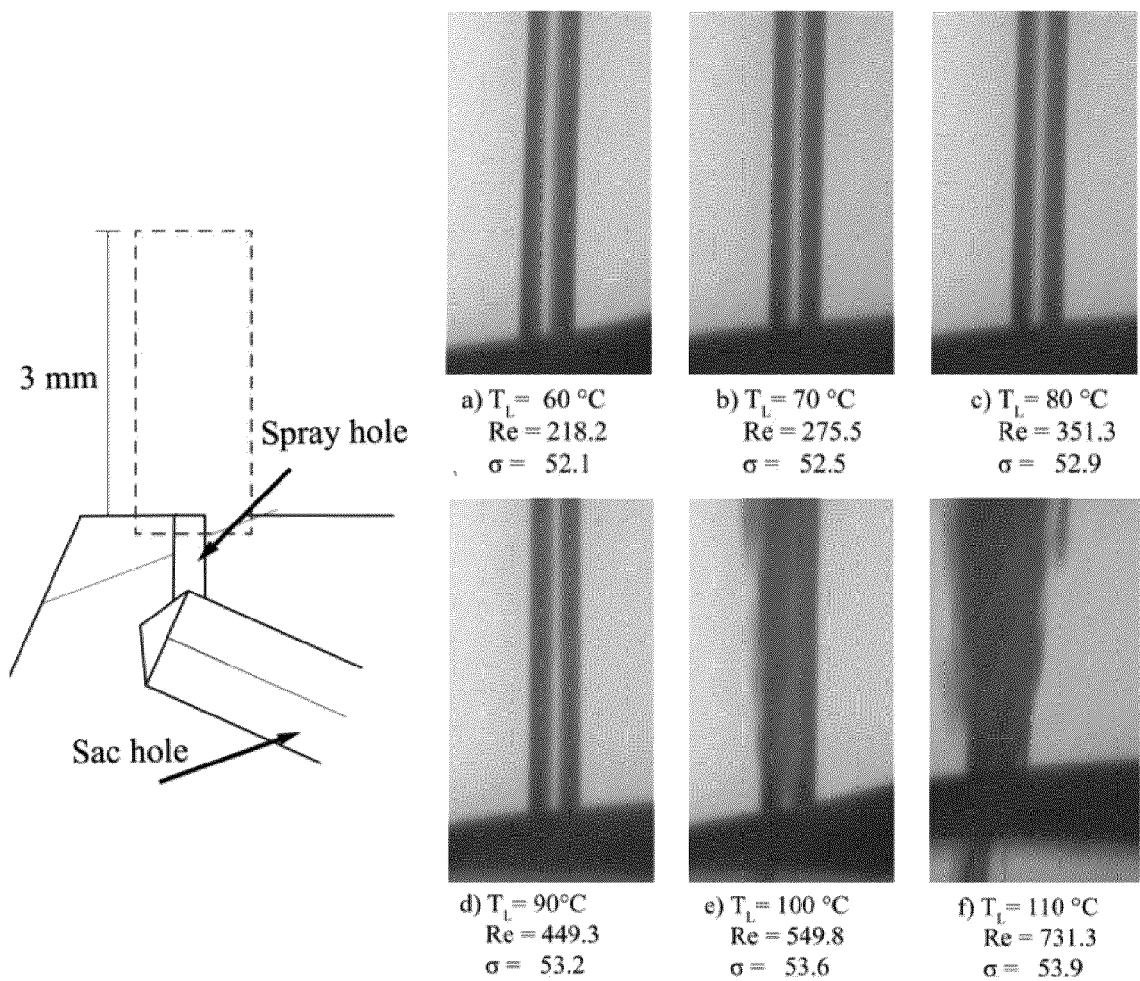 3 mm
Spray hole
Sac hole
a) T_L= 60 °C
Re = 218.2
σ = 52.1
b) T_L= 70 °C
Re = 275.5
σ = 52.5
c) T_L= 80 °C
Re = 351.3
σ = 52.9
d) T_L= 90°C
Re = 449.3
σ = 53.2
e) T_L= 100 °C
Re = 549.8
σ = 53.6
f) T_L= 110 °C
Re = 731.3
σ = 53.9